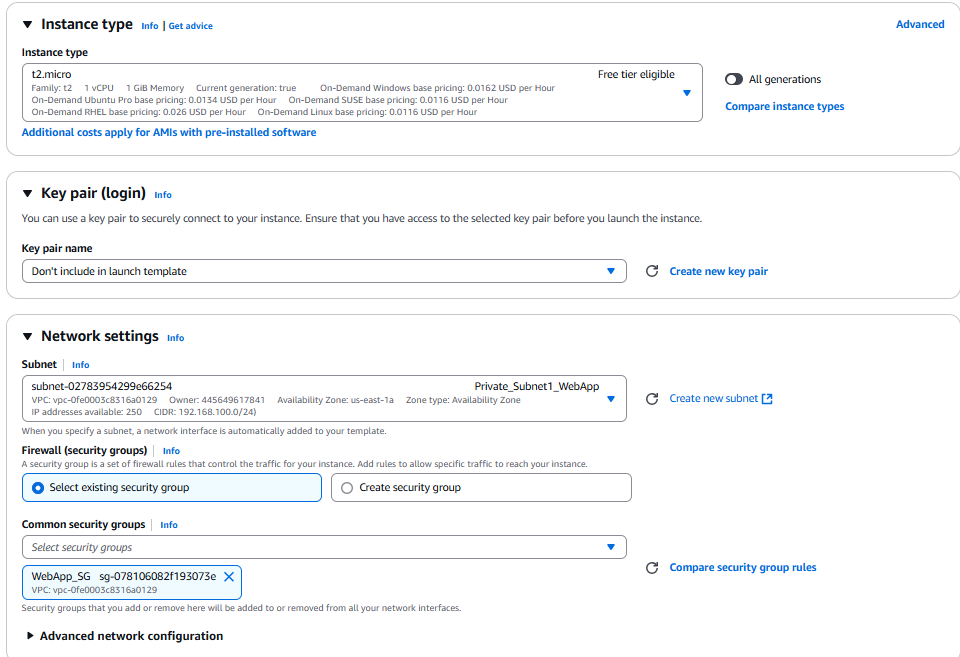 Instance type Info | Get advice Advanced
Instance type
t2.micro Free tier eligible
Family: t2 1 vCPU 1 GiB Memory Current generation: true On-Demand Windows base pricing: 0.0162 USD per Hour
On-Demand Ubuntu Pro base pricing: 0.0134 USD per Hour On-Demand SUSE base pricing: 0.0116 USD per Hour
On-Demand RHEL base pricing: 0.026 USD per Hour On-Demand Linux base pricing: 0.0116 USD per Hour
All generations
Compare instance types
Additional costs apply for AMIs with pre-installed software
Key pair (login) Info
You can use a key pair to securely connect to your instance. Ensure that you have access to the selected key pair before you launch the instance.
Key pair name
Don't include in launch template
Create new key pair
Network settings Info
Subnet Info
subnet-02783954299e66254 Private_Subnet1_WebApp
VPC: vpc-0fe0003c8316a0129 Owner: 445649617841 Availability Zone: us-east-1a Zone type: Availability Zone
IP addresses available: 250 CIDR: 192.168.100.0/24)
Create new subnet
When you specify a subnet, a network interface is automatically added to your template.
Firewall (security groups) Info
A security group is a set of firewall rules that control the traffic for your instance. Add rules to allow specific traffic to reach your instance.
Select existing security group Create security group
Common security groups Info
Select security groups
WebApp_SG sg-078106082f193073e
VPC: vpc-0fe0003c8316a0129
Compare security group rules
Security groups that you add or remove here will be added to or removed from all your network interfaces.
Advanced network configuration